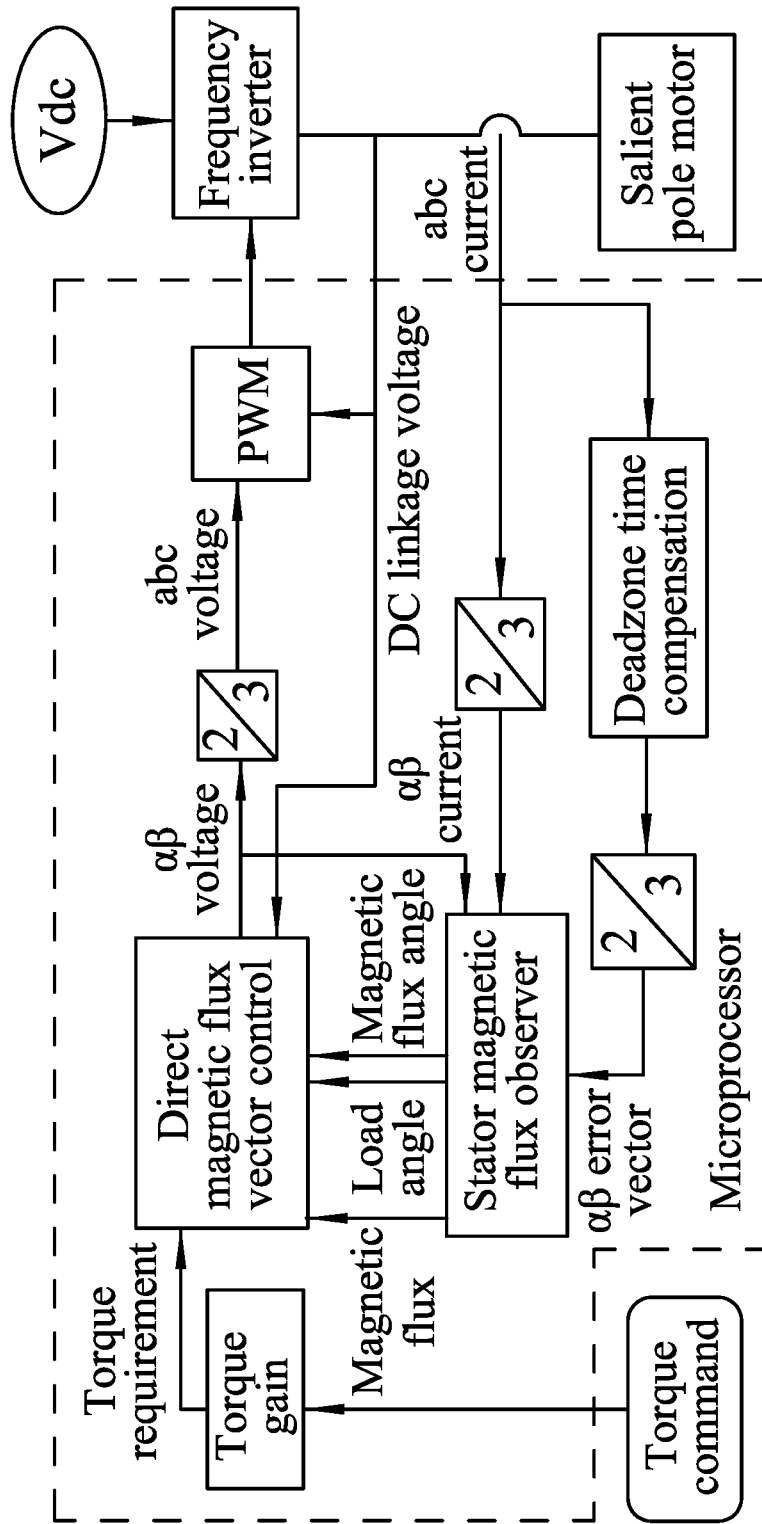 Vdc
Frequency
inverter
Salient
pole motor
abc
current
PWM
DC linkage voltage
abc
voltage
2
3
αβ
voltage
2
3
αβ
current
Deadzone time
compensation
2
3
αβ error
vector
Microprocessor
Direct
magnetic flux
vector control
Magnetic
flux angle
Load
angle
Magnetic
flux
Stator magnetic
flux observer
Torque
requirement
Torque
gain
Torque
command